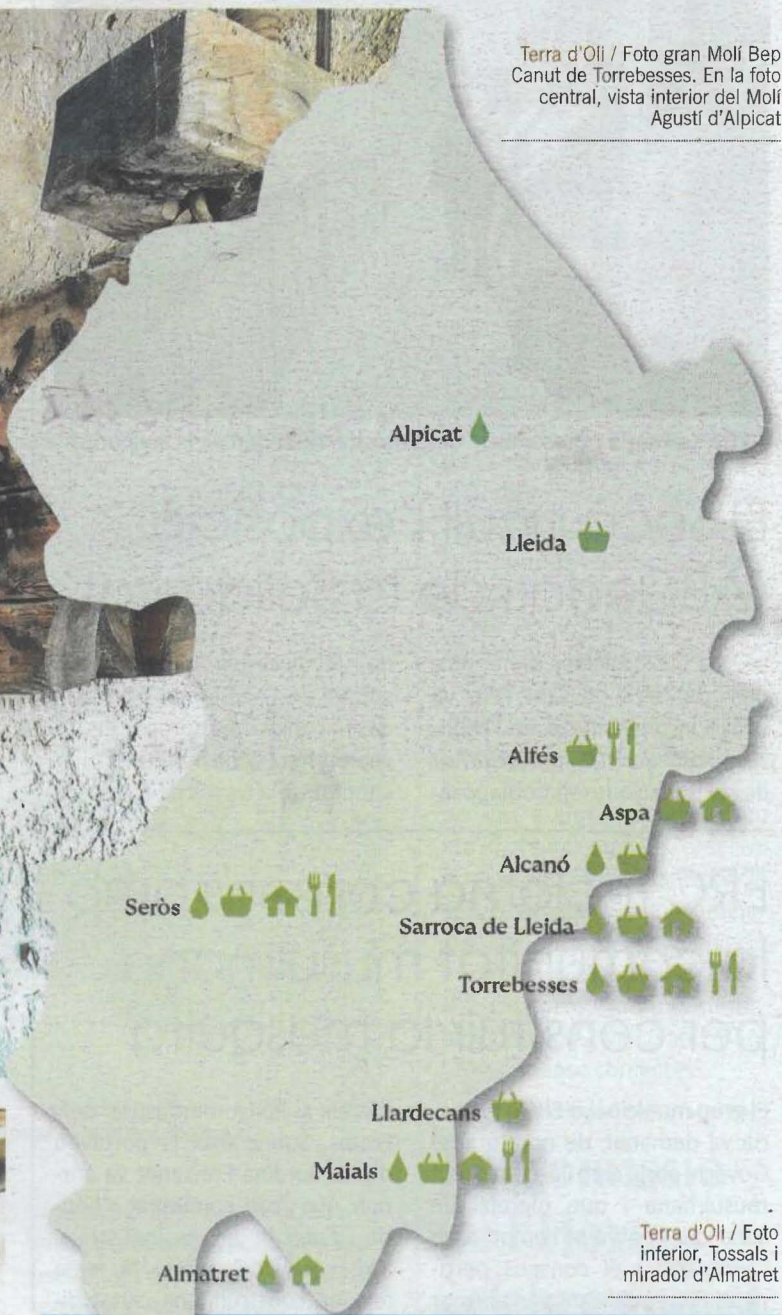 Terra d'Oli / Foto gran Molí Bep
Canut de Torrebesses. En la foto
central, vista interior del Molí
Agustí d'Alpicat
Alpicat
Lleida
Alfés
Aspa
Alcanó
Seròs
Sarroca de Lleida
Torrebesses
Llardecans
Maials
Almatret
Terra d'Oli / Foto
inferior, Tossals i
mirador d'Almatret